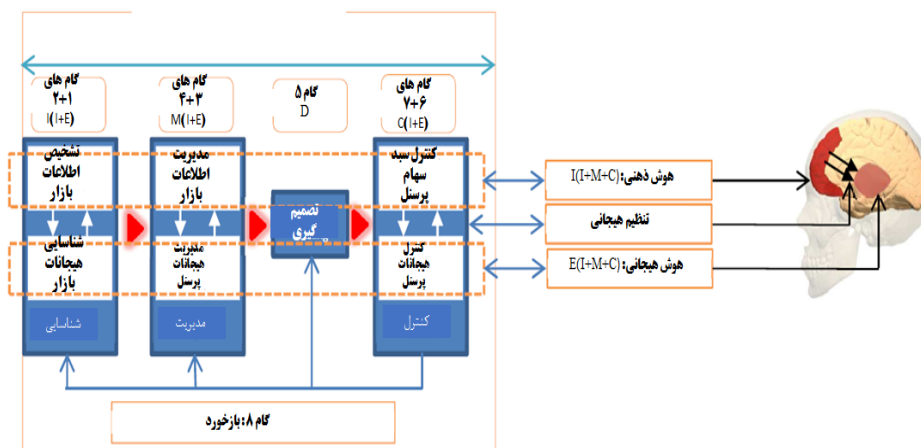 گام های
۲+۱
I(I+E)
گام های
۴+۳
M(I+E)
گام ۵
D
گام های
۷+۶
C(I+E)
تشخیص
اطلاعات
بازار
شناسایی
هیجانات
بازار
شناسایی
مدیریت
اطلاعات
بازار
مدیریت
هیجانات
پرسنل
مدیریت
تصمیم
گیری
کنترل سبد
سهام
پرسنل
کنترل
هیجانات
پرسنل
کنترل
هوش ذهنی: I(I+M+C)
تنظیم هیجانی
هوش هیجانی: E(I+M+C)
گام ۸: بازخورد